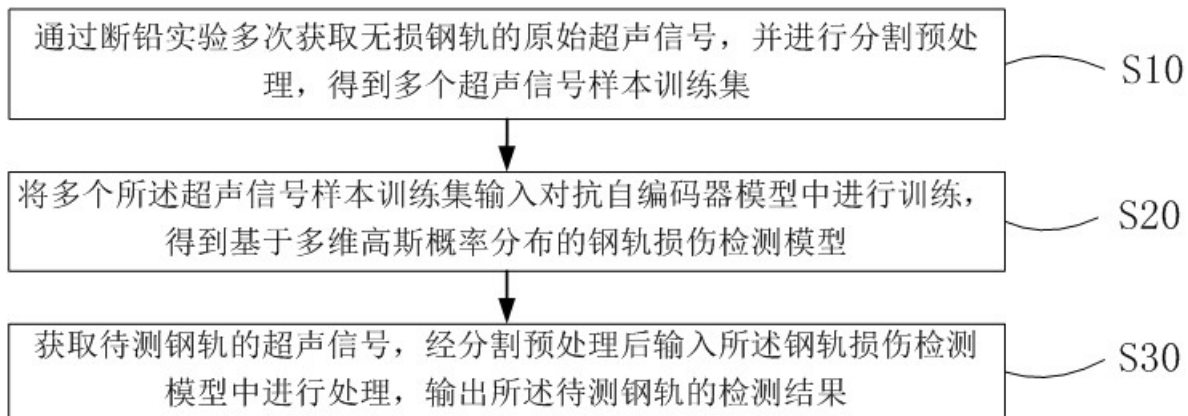 通过断铅实验多次获取无损钢轨的原始超声信号，并进行分割预处
理，得到多个超声信号样本训练集
S10
将多个所述超声信号样本训练集输入对抗自编码器模型中进行训练，
得到基于多维高斯概率分布的钢轨损伤检测模型
S20
获取待测钢轨的超声信号，经分割预处理后输入所述钢轨损伤检测
模型中进行处理，输出所述待测钢轨的检测结果
S30